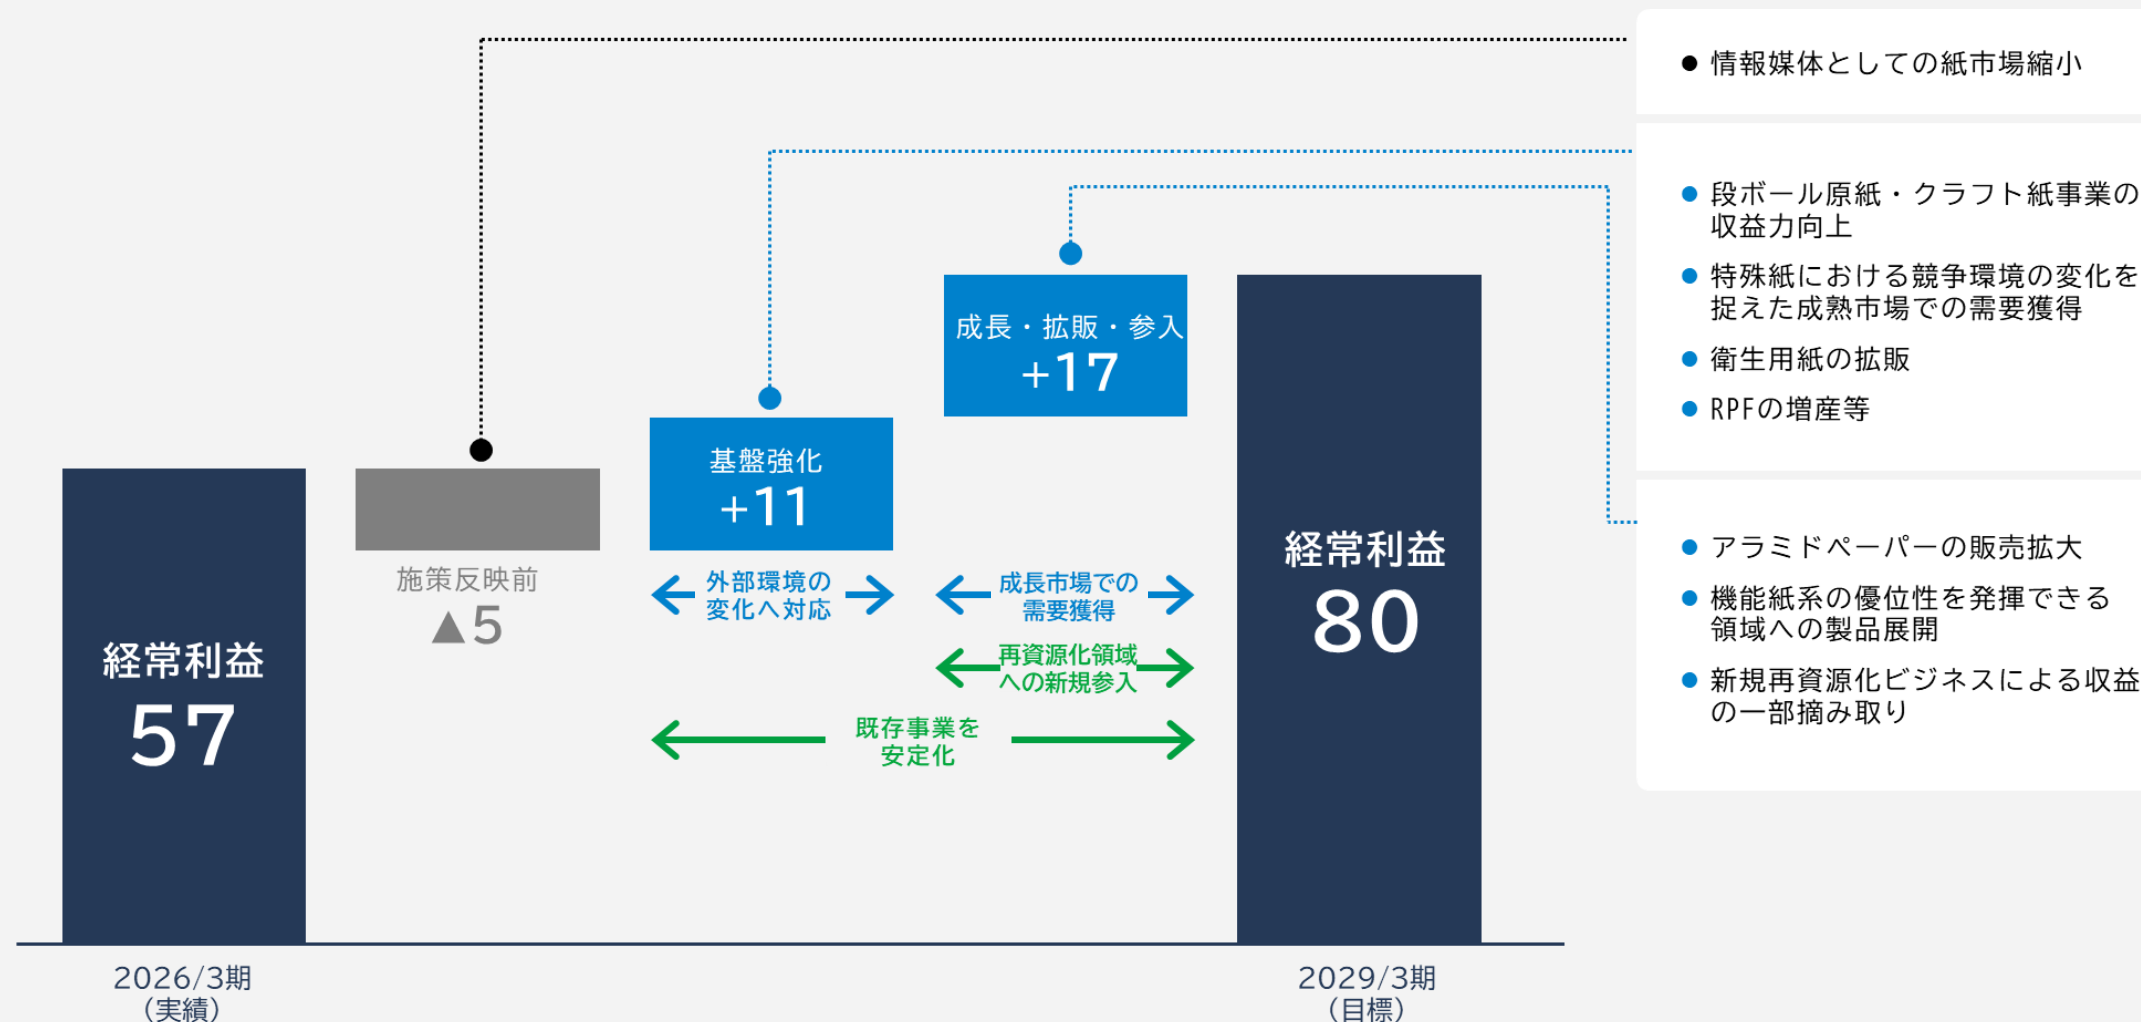 情報媒体としての紙市場縮小
段ボール原紙・クラフト紙事業の
収益力向上
特殊紙における競争環境の変化を
捉えた成熟市場での需要獲得
衛生用紙の拡販
RPFの増産等
アラミドペーパーの販売拡大
機能紙系の優位性を発揮できる
領域への製品展開
新規再資源化ビジネスによる収益
の一部摘み取り
経常利益
57
施策反映前
▲5
基盤強化
+11
成長・拡販・参入
+17
経常利益
80
外部環境の
変化へ対応
成長市場での
需要獲得
再資源化領域
への新規参入
既存事業を
安定化
2026/3期
（実績）
2029/3期
（目標）